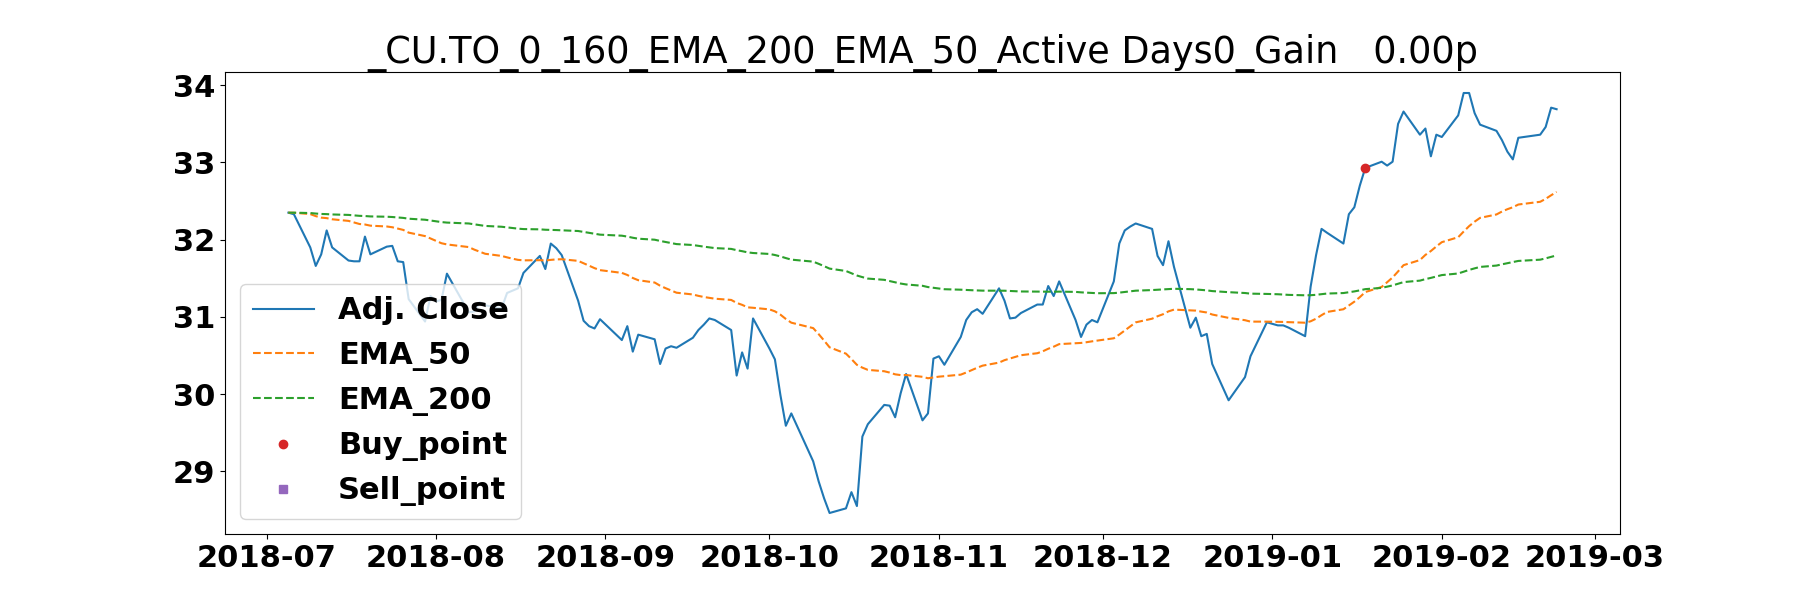 _CU.TO_0_160_EMA_200_EMA_50_Active Days0_Gain 0.00p
34
33
32
31
30
29
Adj. Close
EMA_50
EMA_200
Buy_point
Sell_point
2018-07 2018-08 2018-09 2018-10 2018-11 2018-12 2019-01 2019-02 2019-03